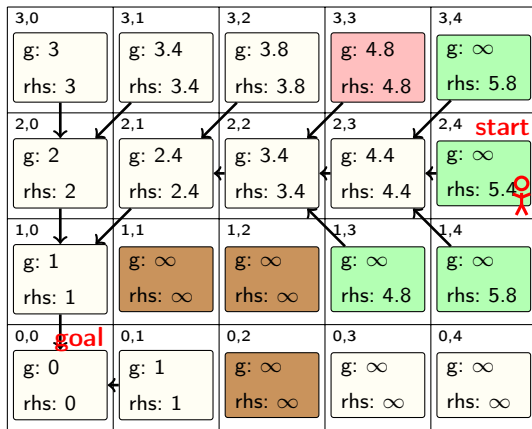 3,0 3,1 3,2 3,3 3,4
g: 3 g: 3.4 g: 3.8 g: 4.8 g: ∞
rhs: 3 rhs: 3.4 rhs: 3.8 rhs: 4.8 rhs: 5.8
2,0 2,1 2,2 2,3 2,4 start
g: 2 g: 2.4 g: 3.4 g: 4.4 g: ∞
rhs: 2 rhs: 2.4 rhs: 3.4 rhs: 4.4 rhs: 5.4
1,0 1,1 1,2 1,3 1,4
g: 1 g: ∞ g: ∞ g: ∞ g: ∞
rhs: 1 rhs: ∞ rhs: ∞ rhs: 4.8 rhs: 5.8
0,0 goal 0,1 0,2 0,3 0,4
g: 0 g: 1 g: ∞ g: ∞ g: ∞
rhs: 0 rhs: 1 rhs: ∞ rhs: ∞ rhs: ∞